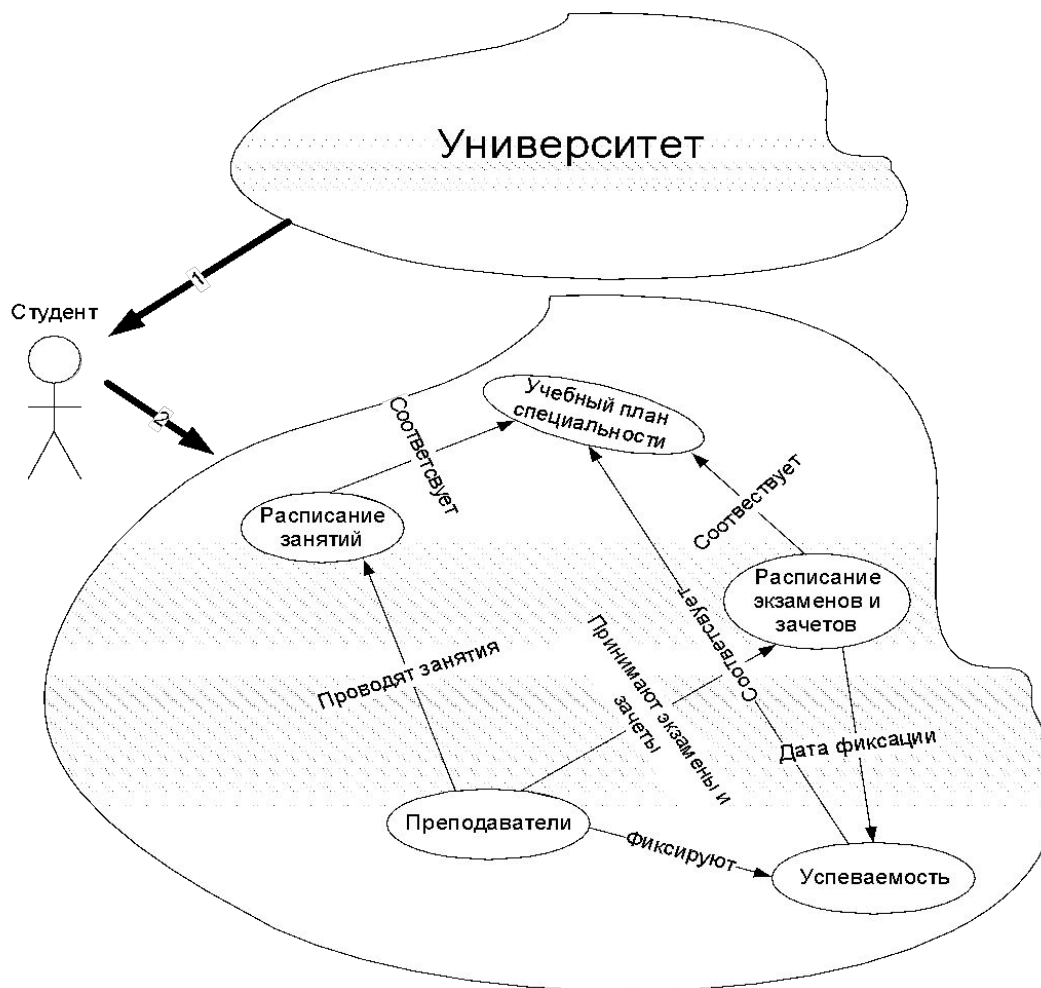 Университет
1
Студент
2
Учебный план
специальности
Соответсвует
Соотвествует
Расписание
занятий
Расписание
экзаменов и
зачетов
Соответсвует
Проводят занятия
Принимают экзамены и
зачеты
Дата фиксации
Преподаватели
Фиксируют
Успеваемость